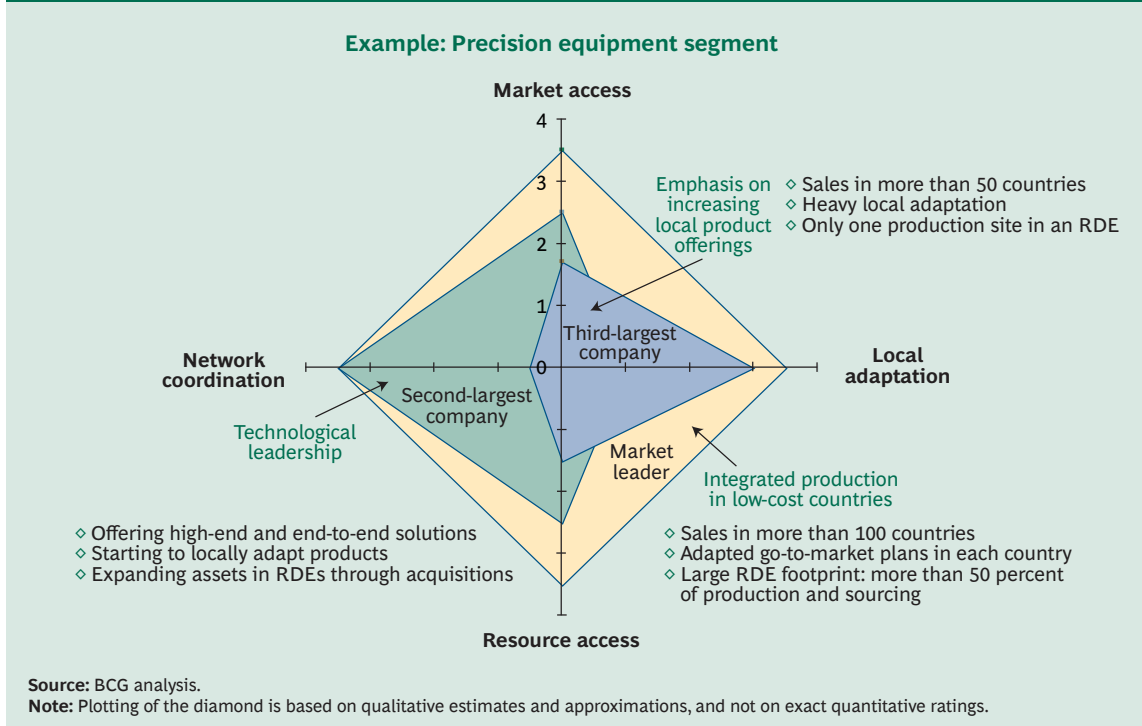 Example: Precision equipment segment
Market access
4
3
2
1
0
Emphasis on
increasing
local product
offerings
◇ Sales in more than 50 countries
◇ Heavy local adaptation
◇ Only one production site in an RDE
Third-largest
company
Network
coordination
Local
adaptation
Second-largest
company
Technological
leadership
Market
leader
Integrated production
in low-cost countries
◇ Offering high-end and end-to-end solutions
◇ Starting to locally adapt products
◇ Expanding assets in RDEs through acquisitions
◇ Sales in more than 100 countries
◇ Adapted go-to-market plans in each country
◇ Large RDE footprint: more than 50 percent
of production and sourcing
Resource access
Source: BCG analysis.
Note: Plotting of the diamond is based on qualitative estimates and approximations, and not on exact quantitative ratings.